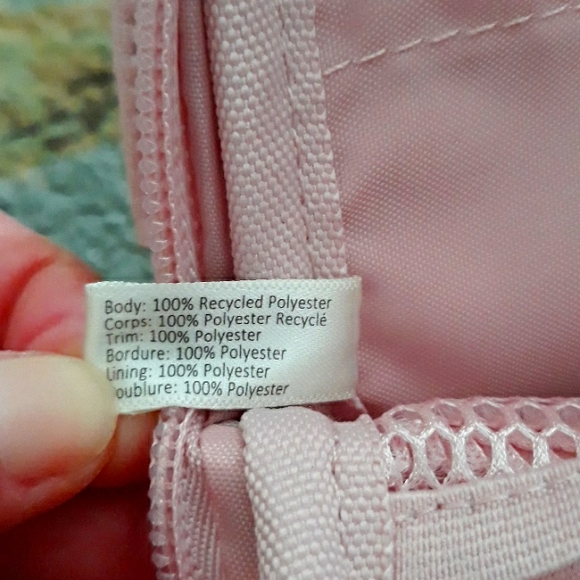 Body: 100% Recycled Polyester
Corps: 100% Polyester Recyclé
Trim: 100% Polyester
Bordure: 100% Polyester
Lining: 100% Polyester
oublure: 100% Polyester